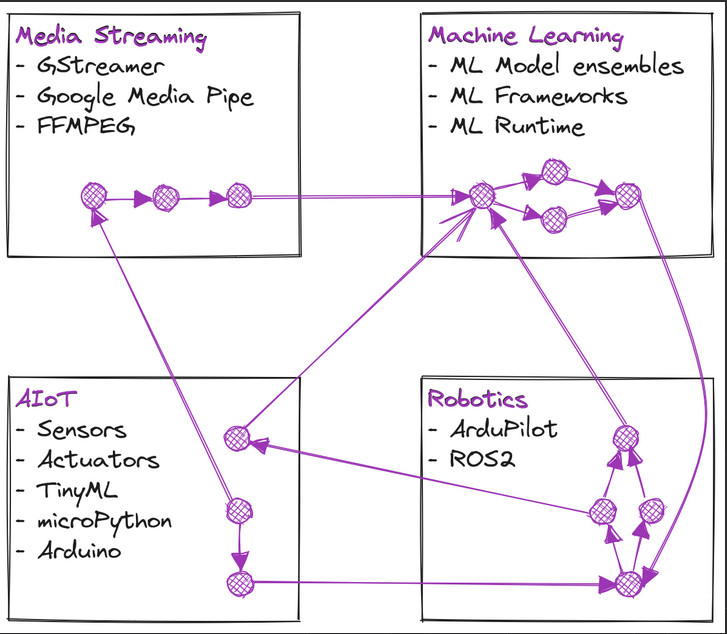 Media Streaming
- GStreamer
- Google Media Pipe
- FFMPEG
Machine Learning
- ML Model ensembles
- ML Frameworks
- ML Runtime
AIoT
- Sensors
- Actuators
- TinyML
- microPython
- Arduino
Robotics
- ArduPilot
- ROS2